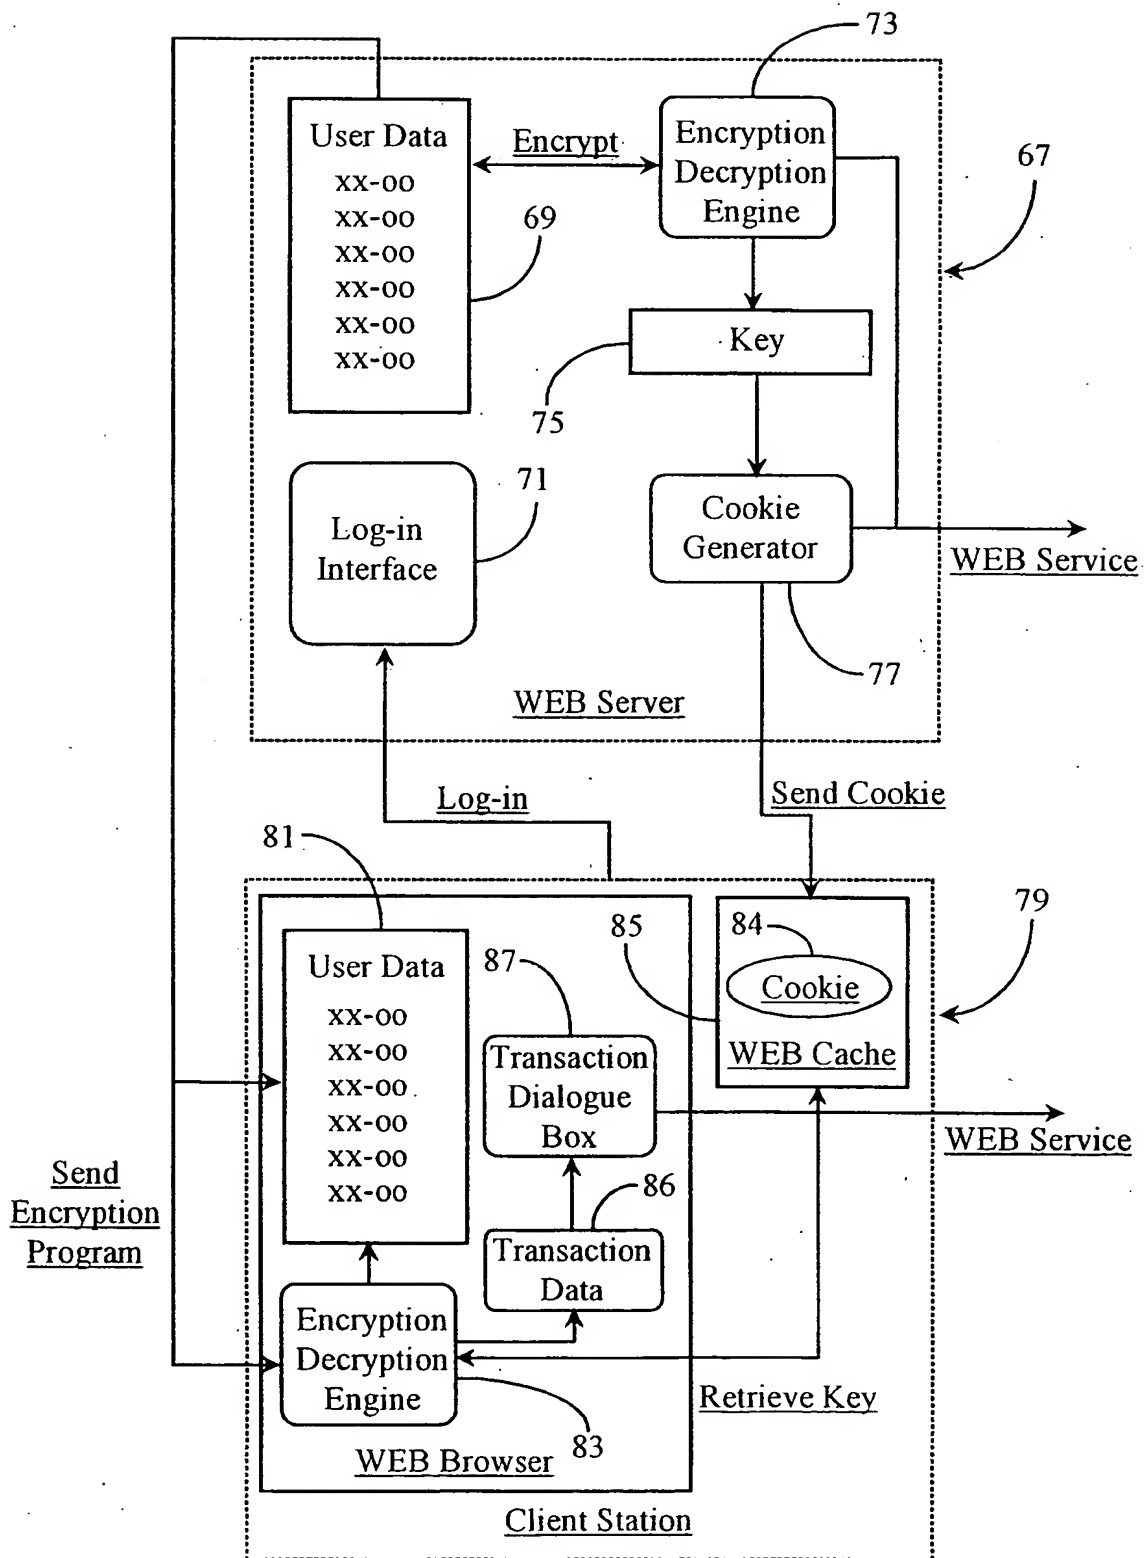 73
User Data
xx-oo
xx-oo
xx-oo
xx-oo
xx-oo
xx-oo
Encrypt
Encryption
Decryption
Engine
67
69
Key
75
Log-in
Interface
71
Cookie
Generator
WEB Service
77
WEB Server
Log-in
Send Cookie
81
User Data
xx-oo
xx-oo
xx-oo
xx-oo
xx-oo
xx-oo
87
85
84
Cookie
WEB Cache
79
Transaction
Dialogue
Box
WEB Service
Send
Encryption
Program
86
Transaction
Data
Encryption
Decryption
Engine
Retrieve Key
83
WEB Browser
Client Station